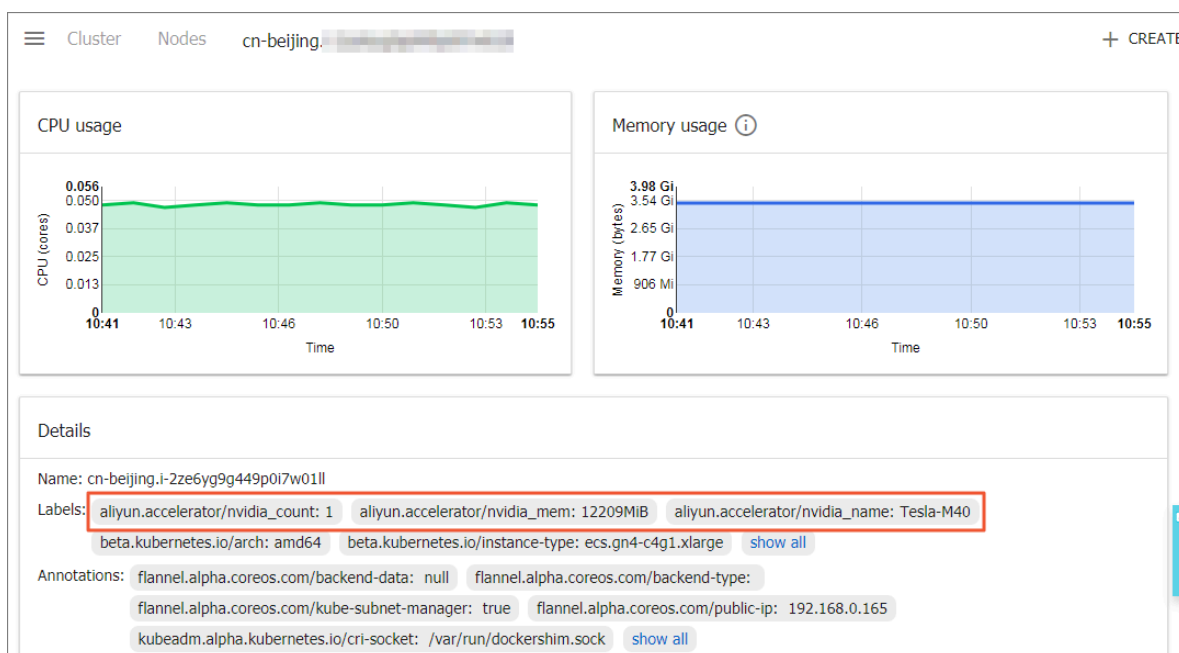 Cluster Nodes cn-beijing. + CREATE
CPU usage
0.056
0.050
0.037
0.025
0.013
0
CPU (cores)
10:41 10:43 10:46 10:50 10:53 10:55
Time
Memory usage i
3.98 Gi
3.54 Gi
2.65 Gi
1.77 Gi
906 Mi
0
Memory (bytes)
10:41 10:43 10:46 10:50 10:53 10:55
Time
Details
Name: cn-beijing.i-2ze6yg9g449p0i7w01ll
Labels: aliyun.accelerator/nvidia_count: 1 aliyun.accelerator/nvidia_mem: 12209MiB aliyun.accelerator/nvidia_name: Tesla-M40
beta.kubernetes.io/arch: amd64 beta.kubernetes.io/instance-type: ecs.gn4-c4g1.xlarge show all
Annotations: flannel.alpha.coreos.com/backend-data: null flannel.alpha.coreos.com/backend-type:
flannel.alpha.coreos.com/kube-subnet-manager: true flannel.alpha.coreos.com/public-ip: 192.168.0.165
kubeadm.alpha.kubernetes.io/cri-socket: /var/run/dockershim.sock show all